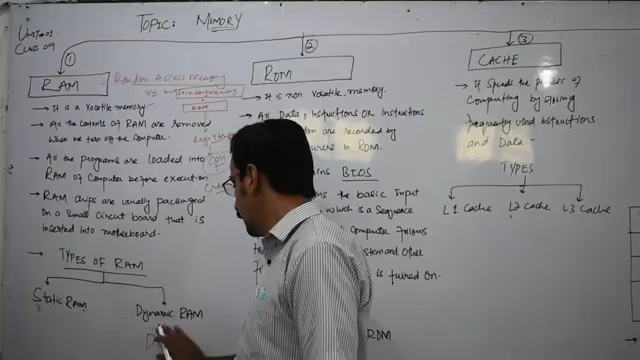 Unit#01
Class 09
TOPIC: MEMORY
①
RAM
Random Access memory
→ It is a Volatile memory.
→ All the contents of RAM are removed
when we turn off the Computer.
→ All the programs are loaded into
RAM of Computer before execution
→ RAM chips are usually packaged
on a small Circuit board that is
inserted into motherboard.
→ TYPES OF RAM
Static RAM
Dynamic RAM
②
ROM
→ It is non volatile memory.
→ All Data, Instructions OR Instructions
are recorded by
in ROM.
BIOS
the basic Input
which is a Sequence
Computer follows
is turned on.
ROM
③
CACHE
→ It Speeds the process of
Computing by storing
frequently used Instructions
and Data.
TYPES
L1 Cache
L2 Cache
L3 Cache